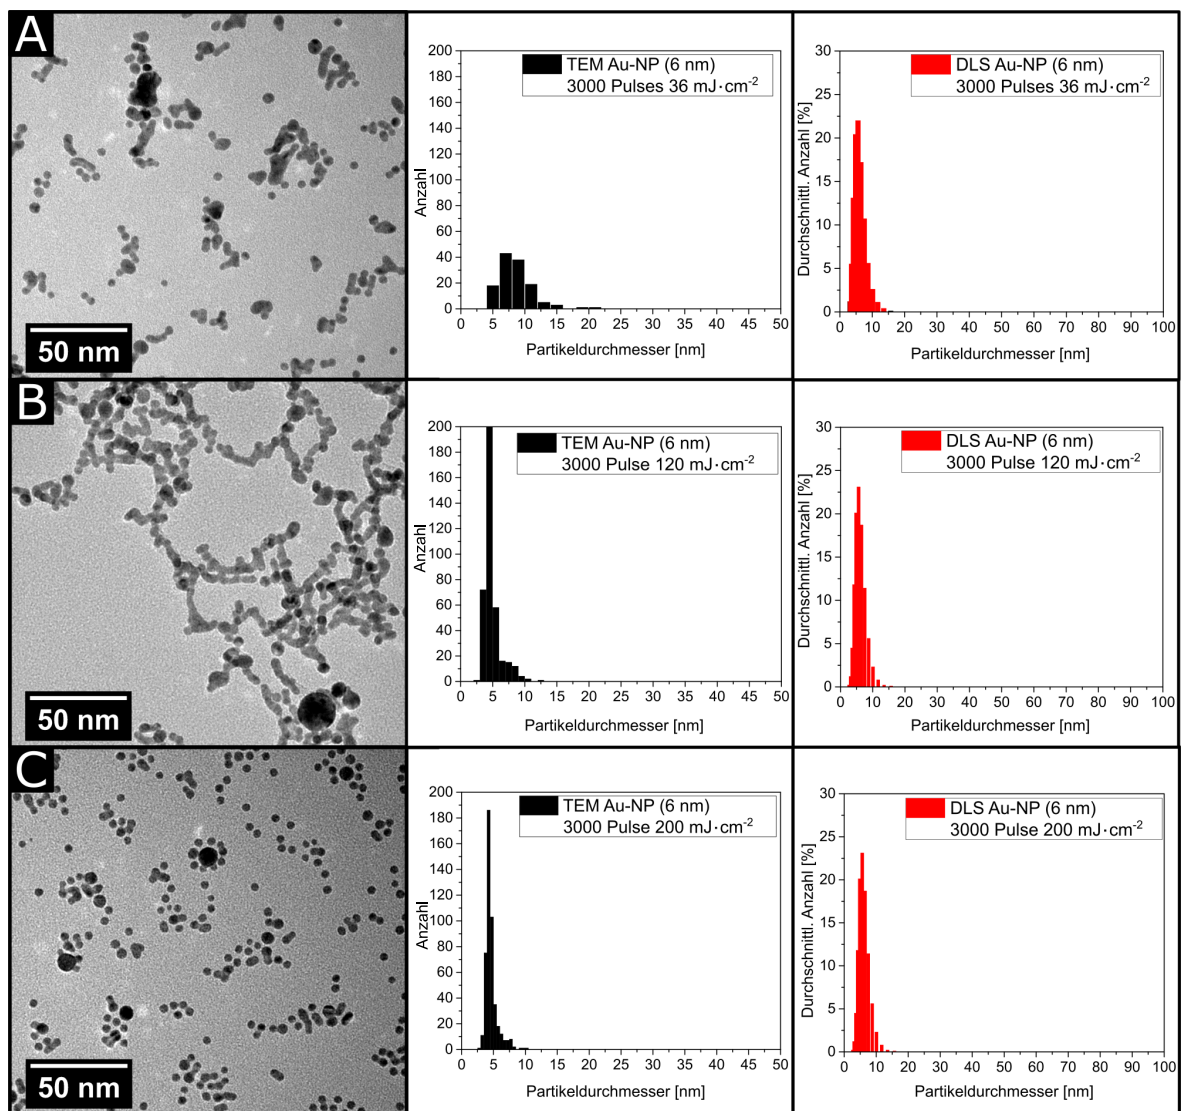 A
50 nm
200
180
160
140
120
100
80
60
40
20
0
Anzahl
TEM Au-NP (6 nm)
3000 Pulses 36 mJ·cm⁻²
0 5 10 15 20 25 30 35 40 45 50
Partikeldurchmesser [nm]
30
25
20
15
10
5
0
Durchschnittl. Anzahl [%]
DLS Au-NP (6 nm)
3000 Pulses 36 mJ·cm⁻²
0 10 20 30 40 50 60 70 80 90 100
Partikeldurchmesser [nm]
B
50 nm
200
180
160
140
120
100
80
60
40
20
0
Anzahl
TEM Au-NP (6 nm)
3000 Pulse 120 mJ·cm⁻²
0 5 10 15 20 25 30 35 40 45 50
Partikeldurchmesser [nm]
30
25
20
15
10
5
0
Durchschnittl. Anzahl [%]
DLS Au-NP (6 nm)
3000 Pulse 120 mJ·cm⁻²
0 10 20 30 40 50 60 70 80 90 100
Partikeldurchmesser [nm]
C
50 nm
200
180
160
140
120
100
80
60
40
20
0
Anzahl
TEM Au-NP (6 nm)
3000 Pulse 200 mJ·cm⁻²
0 5 10 15 20 25 30 35 40 45 50
Partikeldurchmesser [nm]
30
25
20
15
10
5
0
Durchschnittl. Anzahl [%]
DLS Au-NP (6 nm)
3000 Pulse 200 mJ·cm⁻²
0 10 20 30 40 50 60 70 80 90 100
Partikeldurchmesser [nm]